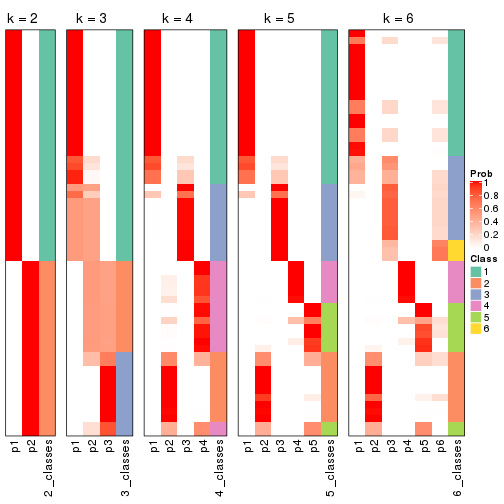 k = 2
k = 3
k = 4
k = 5
k = 6
p1
p2
2_classes
p1
p2
p3
3_classes
p1
p2
p3
p4
4_classes
p1
p2
p3
p4
p5
5_classes
p1
p2
p3
p4
p5
p6
6_classes
Prob
1
0.8
0.6
0.4
0.2
0
Class
1
2
3
4
5
6